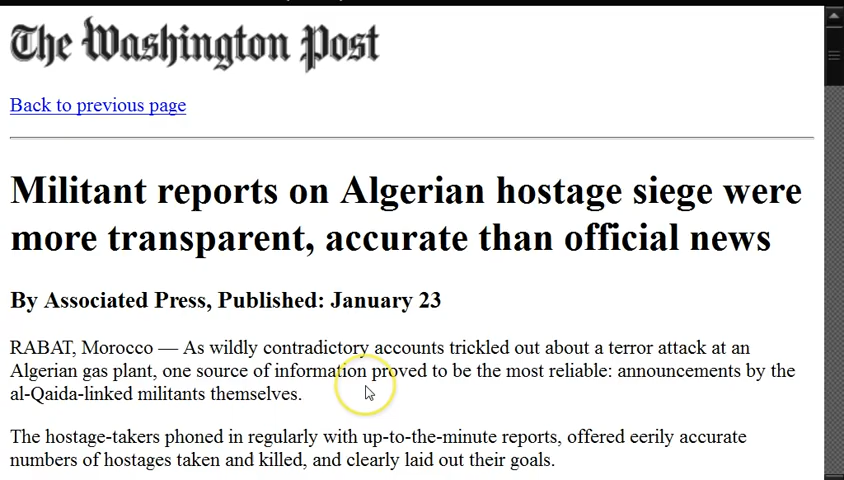 The Washington Post
Back to previous page
Militant reports on Algerian hostage siege were
more transparent, accurate than official news
By Associated Press, Published: January 23
RABAT, Morocco — As wildly contradictory accounts trickled out about a terror attack at an
Algerian gas plant, one source of information proved to be the most reliable: announcements by the
al-Qaida-linked militants themselves.
The hostage-takers phoned in regularly with up-to-the-minute reports, offered eerily accurate
numbers of hostages taken and killed, and clearly laid out their goals.